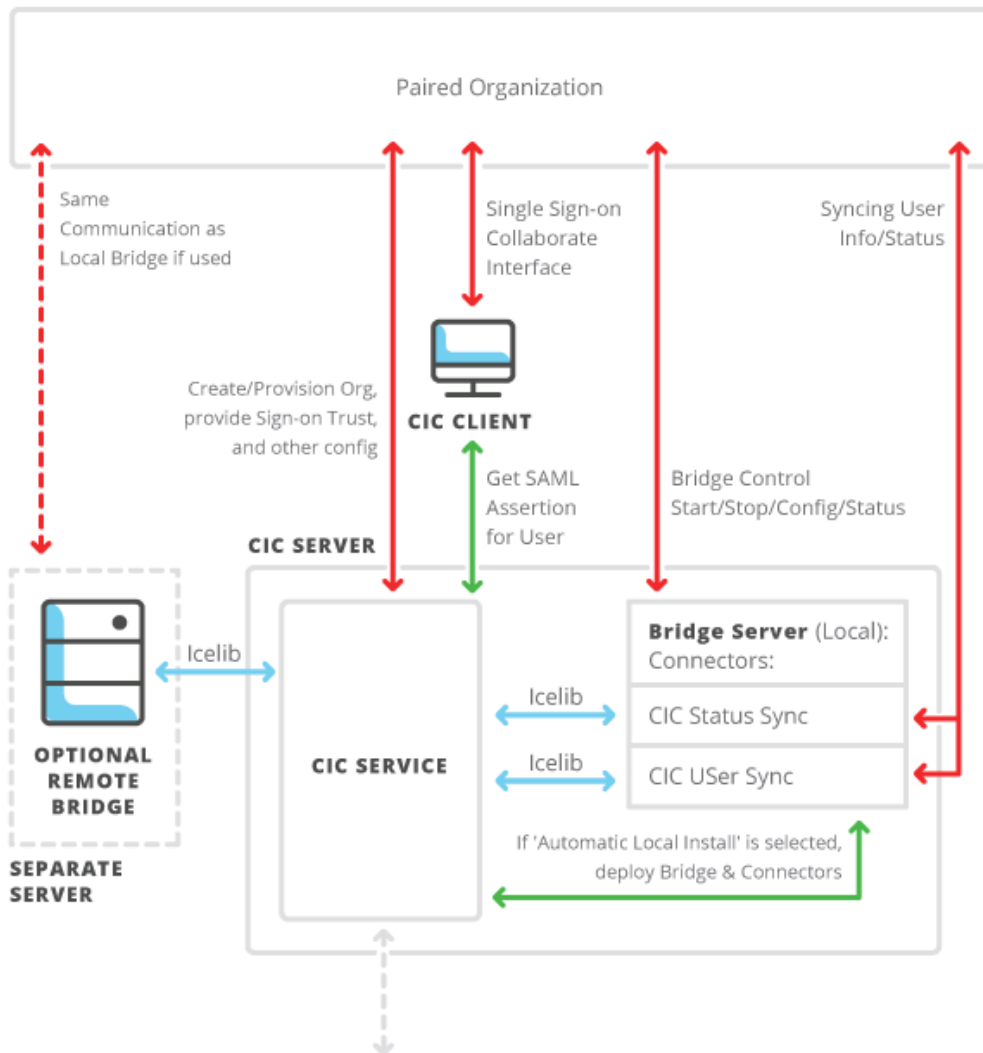 Paired Organization
Same
Communication as
Local Bridge if used
Single Sign-on
Collaborate
Interface
Syncing User
Info/Status
Create/Provision Org,
provide Sign-on Trust,
and other config
CIC CLIENT
Get SAML
Assertion
for User
Bridge Control
Start/Stop/Config/Status
CIC SERVER
Icelib
OPTIONAL
REMOTE
BRIDGE
SEPARATE
SERVER
CIC SERVICE
Icelib
Icelib
Bridge Server (Local):
Connectors:
CIC Status Sync
CIC USer Sync
If 'Automatic Local Install' is selected,
deploy Bridge & Connectors